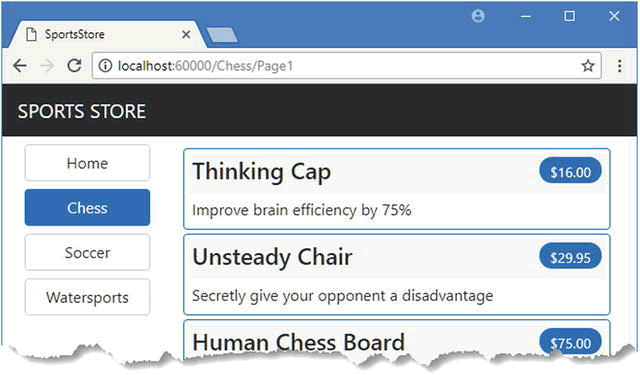 SportsStore
localhost:60000/Chess/Page1
SPORTS STORE
Home
Chess
Soccer
Watersports
Thinking Cap $16.00
Improve brain efficiency by 75%
Unsteady Chair $29.95
Secretly give your opponent a disadvantage
Human Chess Board $75.00